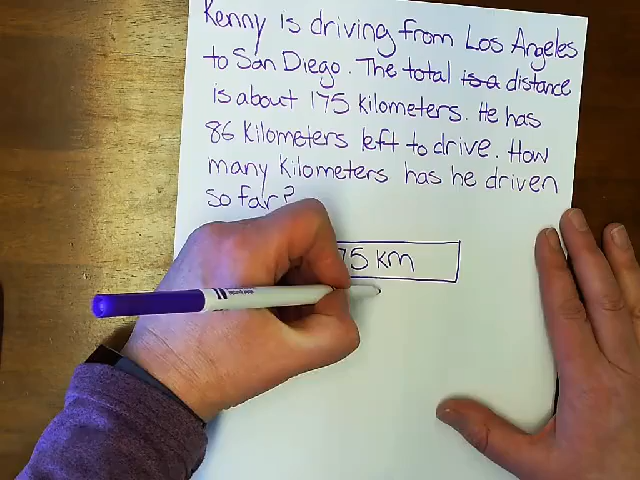 Kenny is driving from Los Angeles
to San Diego. The total is a distance
is about 175 kilometers. He has
86 kilometers left to drive. How
many kilometers has he driven
so far?
75 km